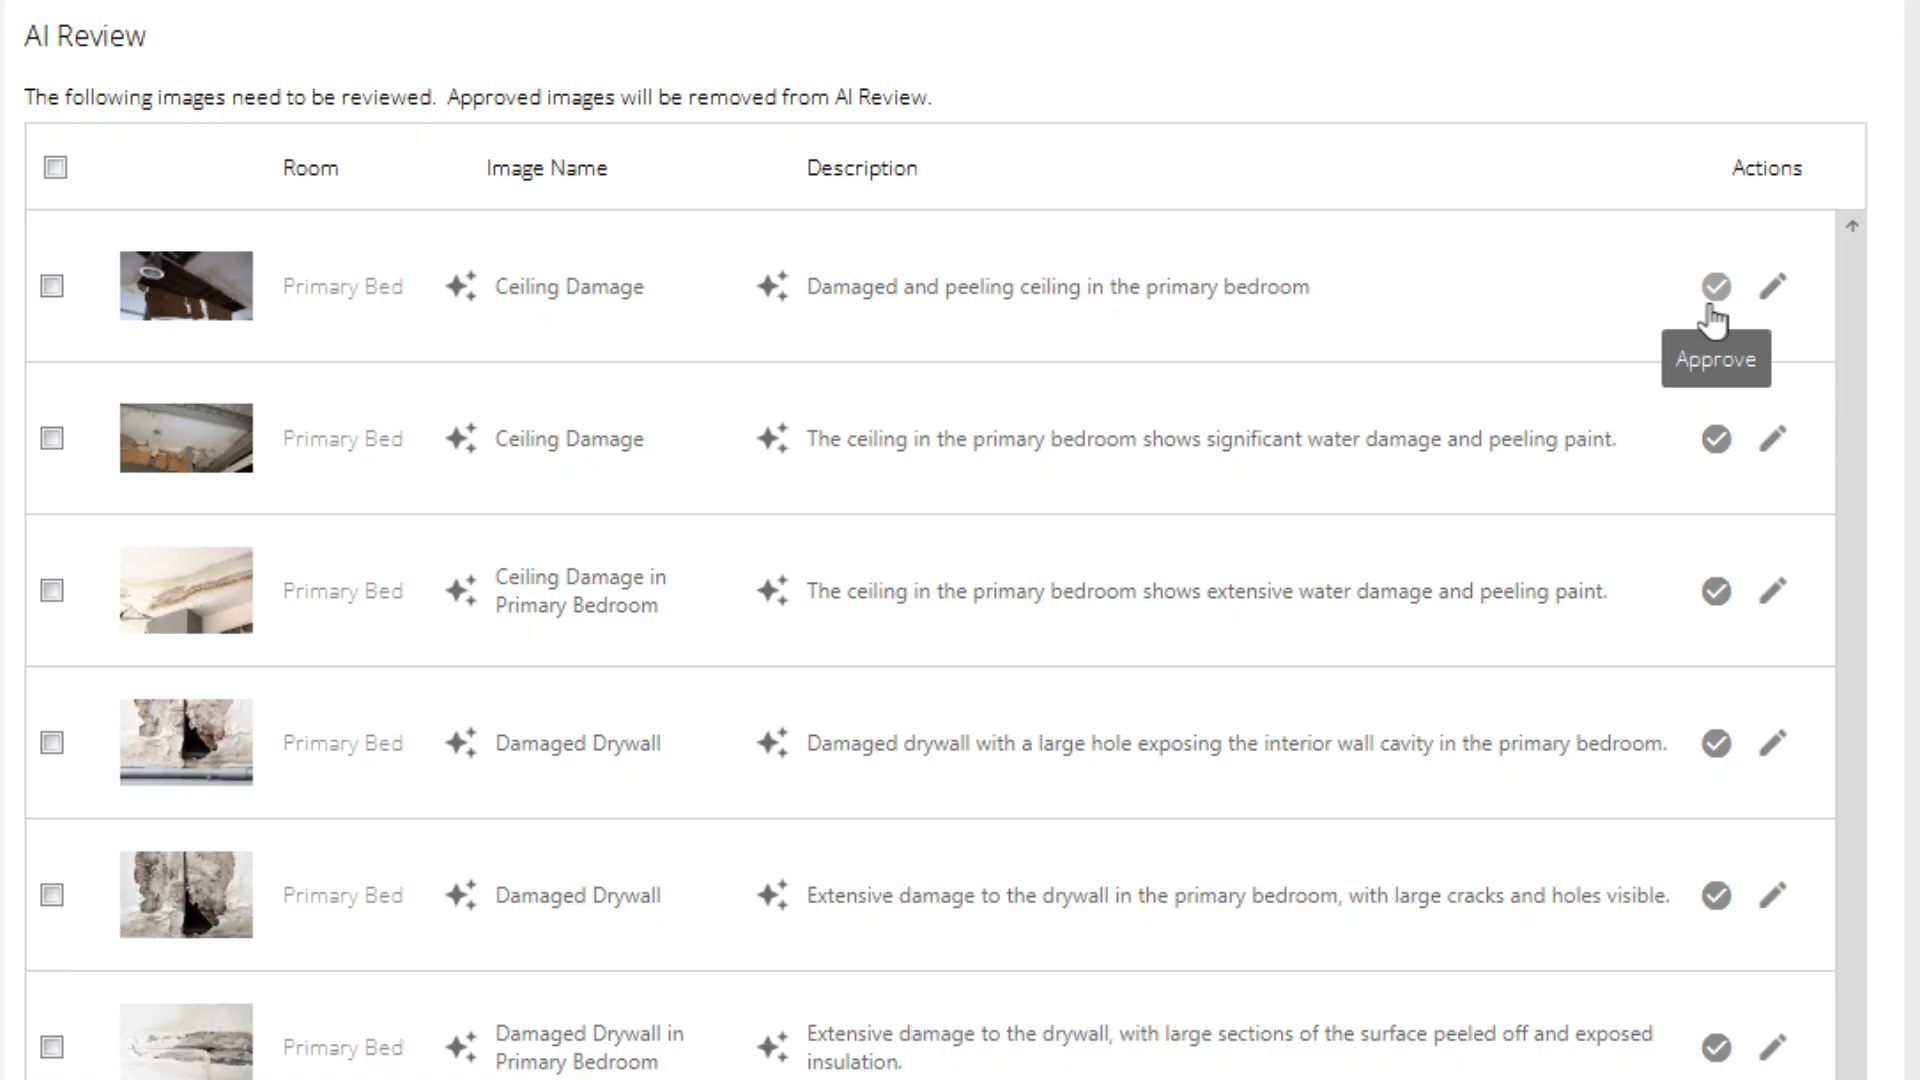 AI Review
The following images need to be reviewed. Approved images will be removed from AI Review.
Room Image Name Description Actions
Primary Bed Ceiling Damage Damaged and peeling ceiling in the primary bedroom
Approve
Primary Bed Ceiling Damage The ceiling in the primary bedroom shows significant water damage and peeling paint.
Primary Bed Ceiling Damage in
Primary Bedroom The ceiling in the primary bedroom shows extensive water damage and peeling paint.
Primary Bed Damaged Drywall Damaged drywall with a large hole exposing the interior wall cavity in the primary bedroom.
Primary Bed Damaged Drywall Extensive damage to the drywall in the primary bedroom, with large cracks and holes visible.
Primary Bed Damaged Drywall in
Primary Bedroom
Extensive damage to the drywall, with large sections of the surface peeled off and exposed
insulation.